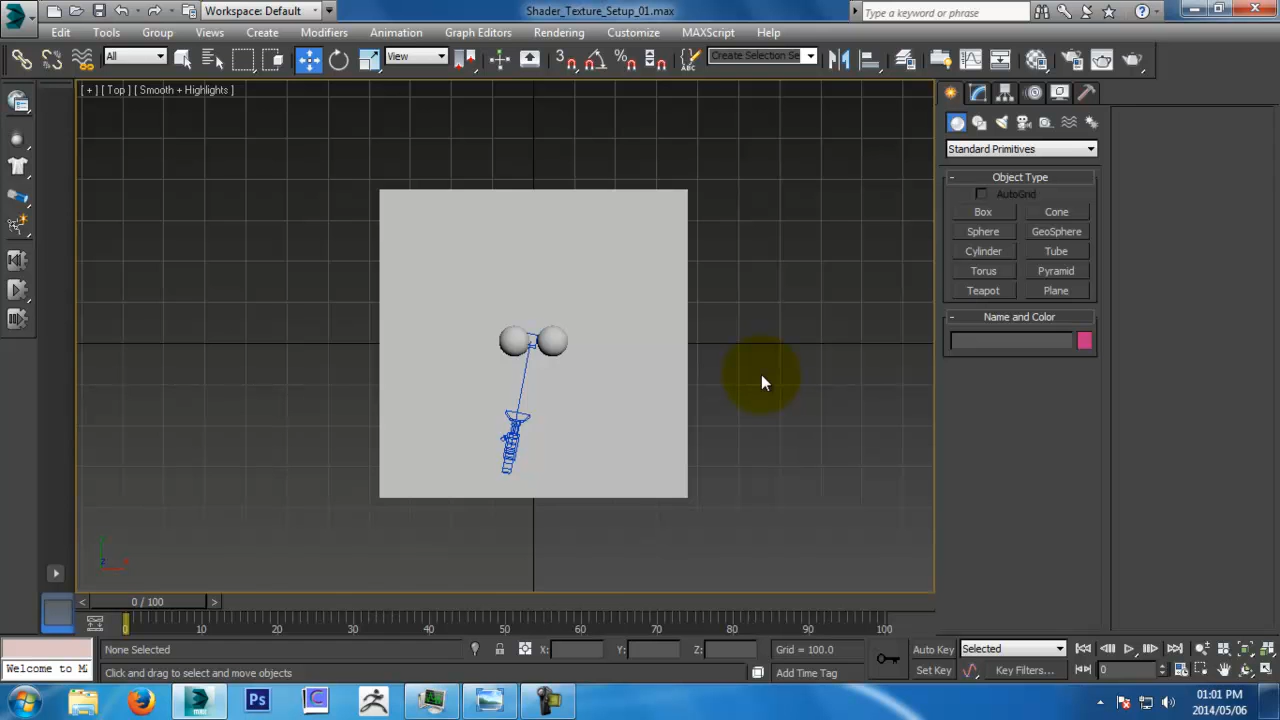 Workspace: Default
Shader_Texture_Setup_01.max
Type a keyword or phrase
Edit Tools Group Views Create Modifiers Animation Graph Editors Rendering Customize MAXScript Help
All
View
3
Create Selection Se
[ + ] [ Top ] [ Smooth + Highlights ]
Standard Primitives
- Object Type
AutoGrid
Box Cone
Sphere GeoSphere
Cylinder Tube
Torus Pyramid
Teapot Plane
- Name and Color
z
< 0 / 100 >
0 10 20 30 40 50 60 70 80 90 100
None Selected X: Y: Z: Grid = 100.0 Auto Key Selected
Welcome to M Click and drag to select and move objects Add Time Tag Set Key Key Filters... 0
Ps
01:01 PM
2014/05/06